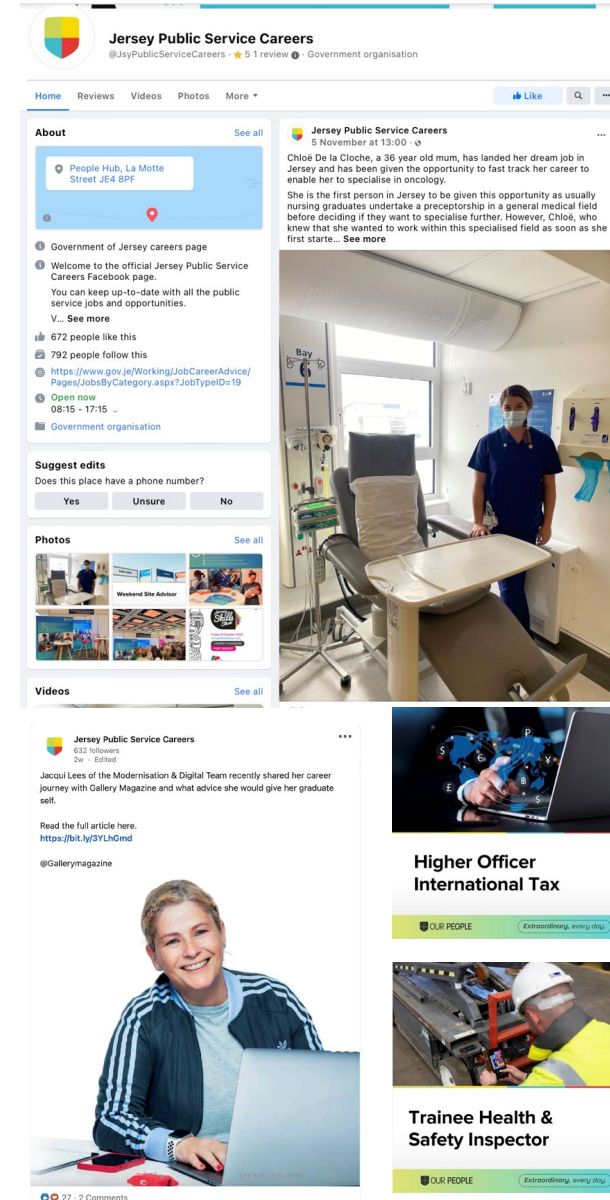 Jersey Public Service Careers
@JsyPublicServiceCareers · 5 1 review · Government organisation
Home Reviews Videos Photos More
Like
About See all
People Hub, La Motte
Street JE4 8PF
Government of Jersey careers page
Welcome to the official Jersey Public Service
Careers Facebook page.
You can keep up-to-date with all the public
service jobs and opportunities.
V... See more
672 people like this
792 people follow this
https://www.gov.je/Working/JobCareerAdvice/
Pages/JobsByCategory.aspx?JobTypeID=19
Open now
08:15 - 17:15
Government organisation
Suggest edits
Does this place have a phone number?
Yes Unsure No
Photos See all
Weekend Site Advisor
Skills
Show
Videos See all
Jersey Public Service Careers
5 November at 13:00 ·
...
Chloë De la Cloche, a 36 year old mum, has landed her dream job in
Jersey and has been given the opportunity to fast track her career to
enable her to specialise in oncology.
She is the first person in Jersey to be given this opportunity as usually
nursing graduates undertake a preceptorship in a general medical field
before deciding if they want to specialise further. However, Chloë, who
knew that she wanted to work within this specialised field as soon as she
first starte... See more
Bay
6
Jersey Public Service Careers
632 followers
2w · Edited
...
Jacqui Lees of the Modernisation & Digital Team recently shared her career
journey with Gallery Magazine and what advice she would give her graduate
self.
Read the full article here.
https://bit.ly/3YLhGmd
@Gallerymagazine
27 · 2 Comments
$ € ₽ ¥
£ B $
Higher Officer
International Tax
OUR PEOPLE Extraordinary, every day.
Trainee Health &
Safety Inspector
OUR PEOPLE Extraordinary, every day.